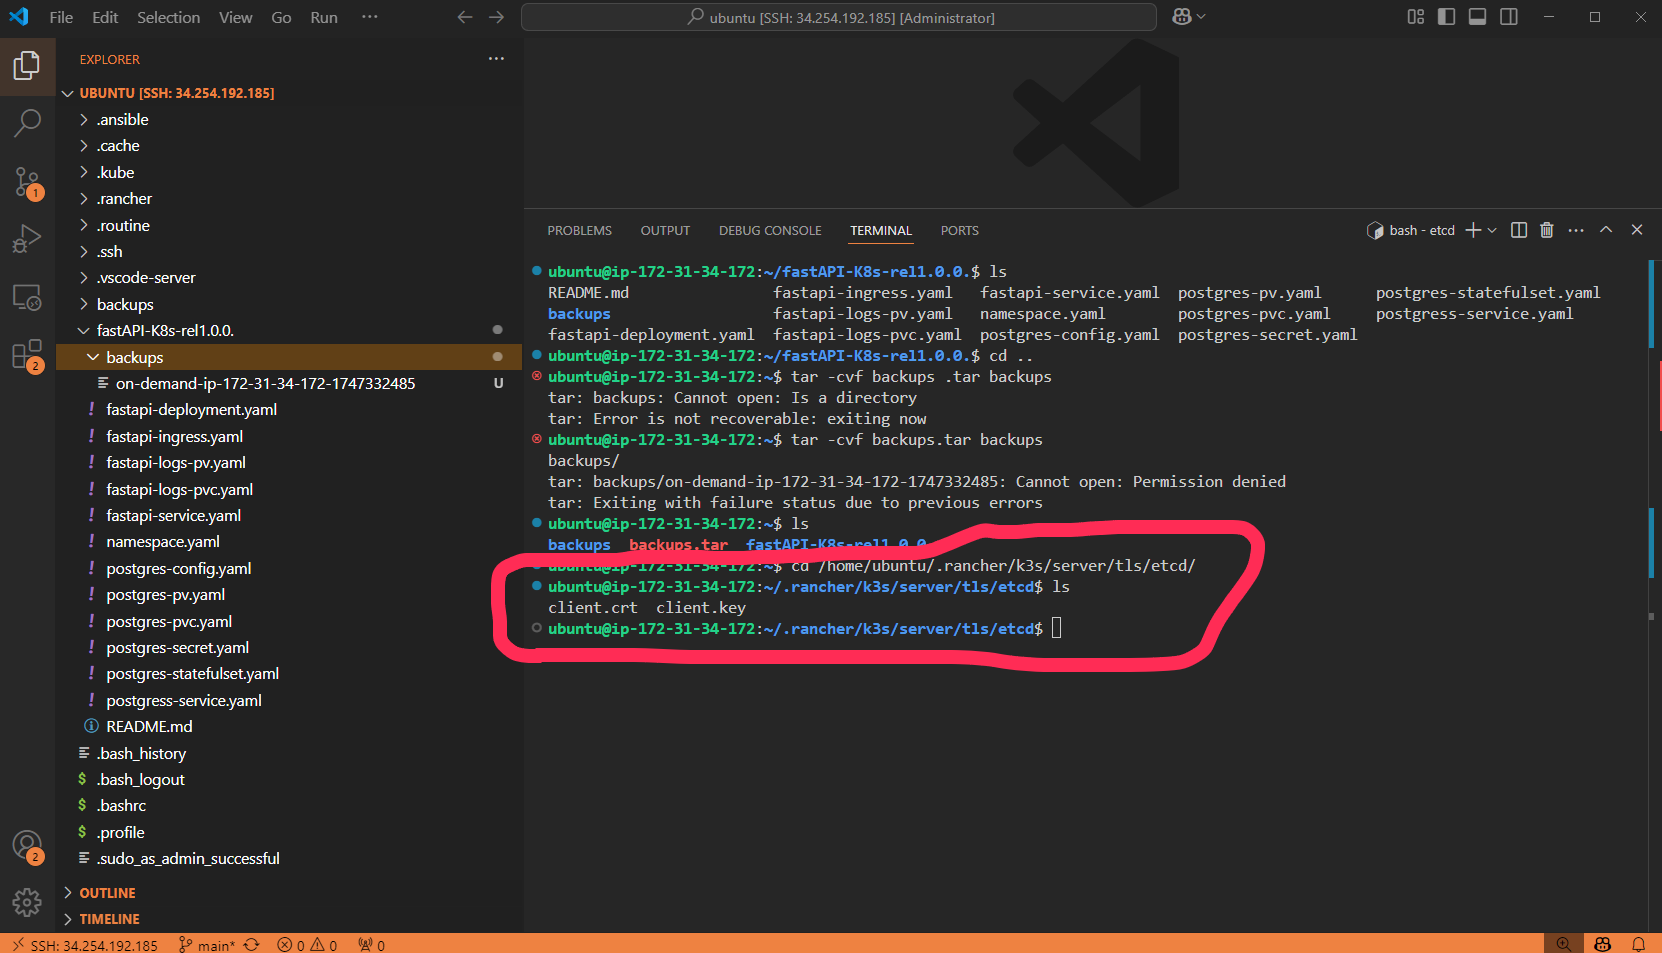 File Edit Selection View Go Run ···
ubuntu [SSH: 34.254.192.185] [Administrator]
EXPLORER
UBUNTU [SSH: 34.254.192.185]
.ansible
.cache
.kube
.rancher
.routine
.ssh
.vscode-server
backups
fastAPI-K8s-rel1.0.0.
backups
on-demand-ip-172-31-34-172-1747332485 U
! fastapi-deployment.yaml
! fastapi-ingress.yaml
! fastapi-logs-pv.yaml
! fastapi-logs-pvc.yaml
! fastapi-service.yaml
! namespace.yaml
! postgres-config.yaml
! postgres-pv.yaml
! postgres-pvc.yaml
! postgres-secret.yaml
! postgres-statefulset.yaml
! postgress-service.yaml
README.md
.bash_history
$ .bash_logout
$ .bashrc
$ .profile
.sudo_as_admin_successful
OUTLINE
TIMELINE
1
2
2
PROBLEMS OUTPUT DEBUG CONSOLE TERMINAL PORTS
bash - etcd
ubuntu@ip-172-31-34-172:~/fastAPI-K8s-rel1.0.0.$ ls
README.md fastapi-ingress.yaml fastapi-service.yaml postgres-pv.yaml postgres-statefulset.yaml
backups fastapi-logs-pv.yaml namespace.yaml postgres-pvc.yaml postgress-service.yaml
fastapi-deployment.yaml fastapi-logs-pvc.yaml postgres-config.yaml postgres-secret.yaml
ubuntu@ip-172-31-34-172:~/fastAPI-K8s-rel1.0.0.$ cd ..
ubuntu@ip-172-31-34-172:~$ tar -cvf backups .tar backups
tar: backups: Cannot open: Is a directory
tar: Error is not recoverable: exiting now
ubuntu@ip-172-31-34-172:~$ tar -cvf backups.tar backups
backups/
tar: backups/on-demand-ip-172-31-34-172-1747332485: Cannot open: Permission denied
tar: Exiting with failure status due to previous errors
ubuntu@ip-172-31-34-172:~$ ls
backups backups.tar fastAPI-K8s-rel1.0.0.
ubuntu@ip-172-31-34-172:~$ cd /home/ubuntu/.rancher/k3s/server/tls/etcd/
ubuntu@ip-172-31-34-172:~/.rancher/k3s/server/tls/etcd$ ls
client.crt client.key
ubuntu@ip-172-31-34-172:~/.rancher/k3s/server/tls/etcd$
SSH: 34.254.192.185 main* 0 0 0